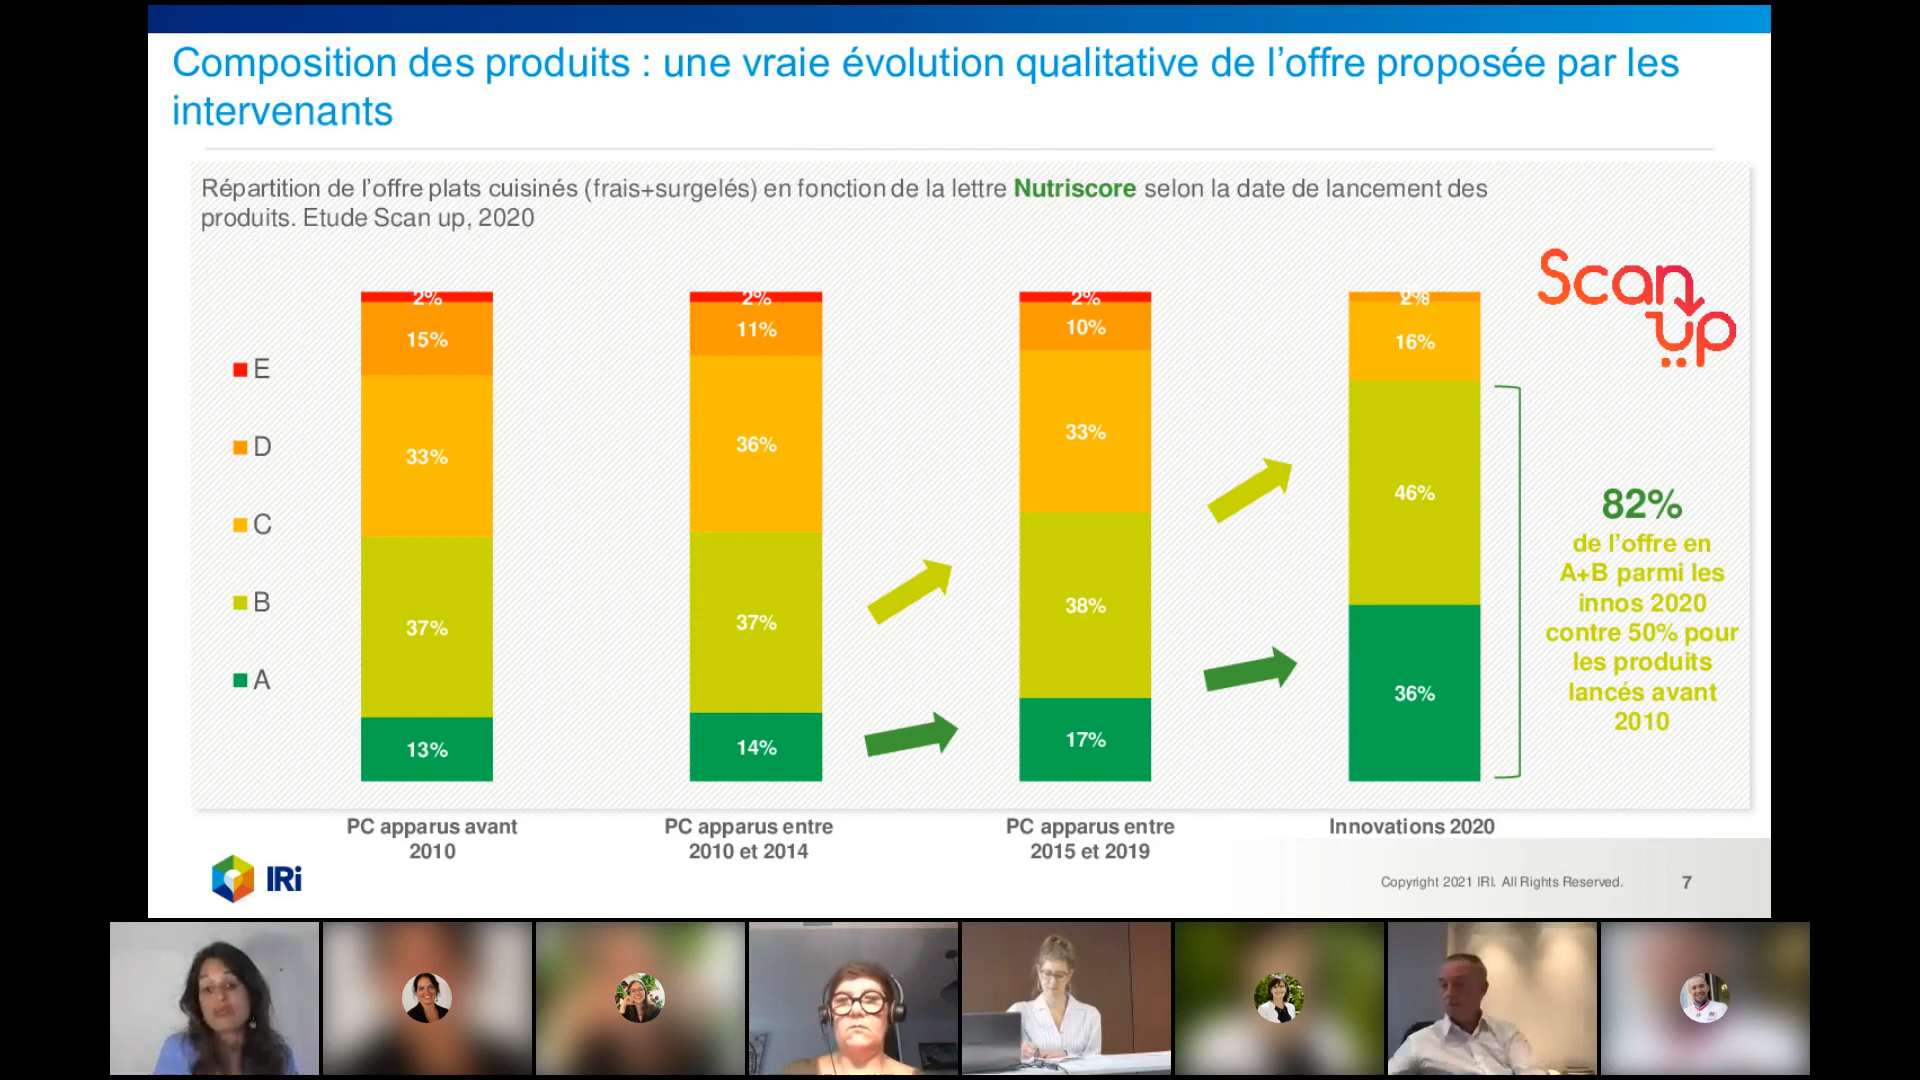 Composition des produits : une vraie évolution qualitative de l'offre proposée par les
intervenants
Répartition de l'offre plats cuisinés (frais+surgelés) en fonction de la lettre Nutriscore selon la date de lancement des
produits. Etude Scan up, 2020
Scan
up
E
D
C
B
A
2%
15%
33%
37%
13%
2%
11%
36%
37%
14%
2%
10%
33%
38%
17%
16%
46%
36%
82%
de l'offre en
A+B parmi les
innos 2020
contre 50% pour
les produits
lancés avant
2010
PC apparus avant
2010
PC apparus entre
2010 et 2014
PC apparus entre
2015 et 2019
Innovations 2020
IRi
Copyright 2021 IRI. All Rights Reserved.
7